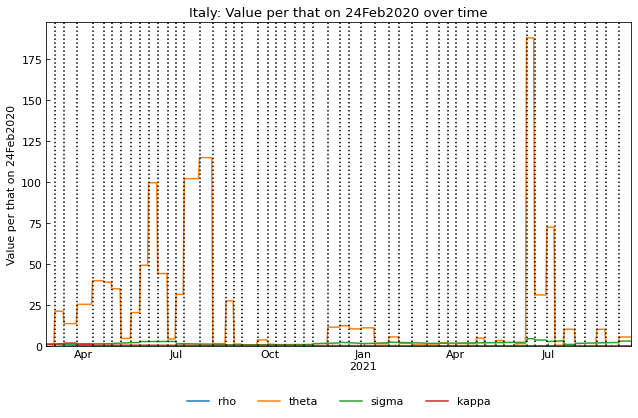 Italy: Value per that on 24Feb2020 over time
Value per that on 24Feb2020
175
150
125
100
75
50
25
0
Apr Jul Oct Jan Apr Jul
2021
rho theta sigma kappa